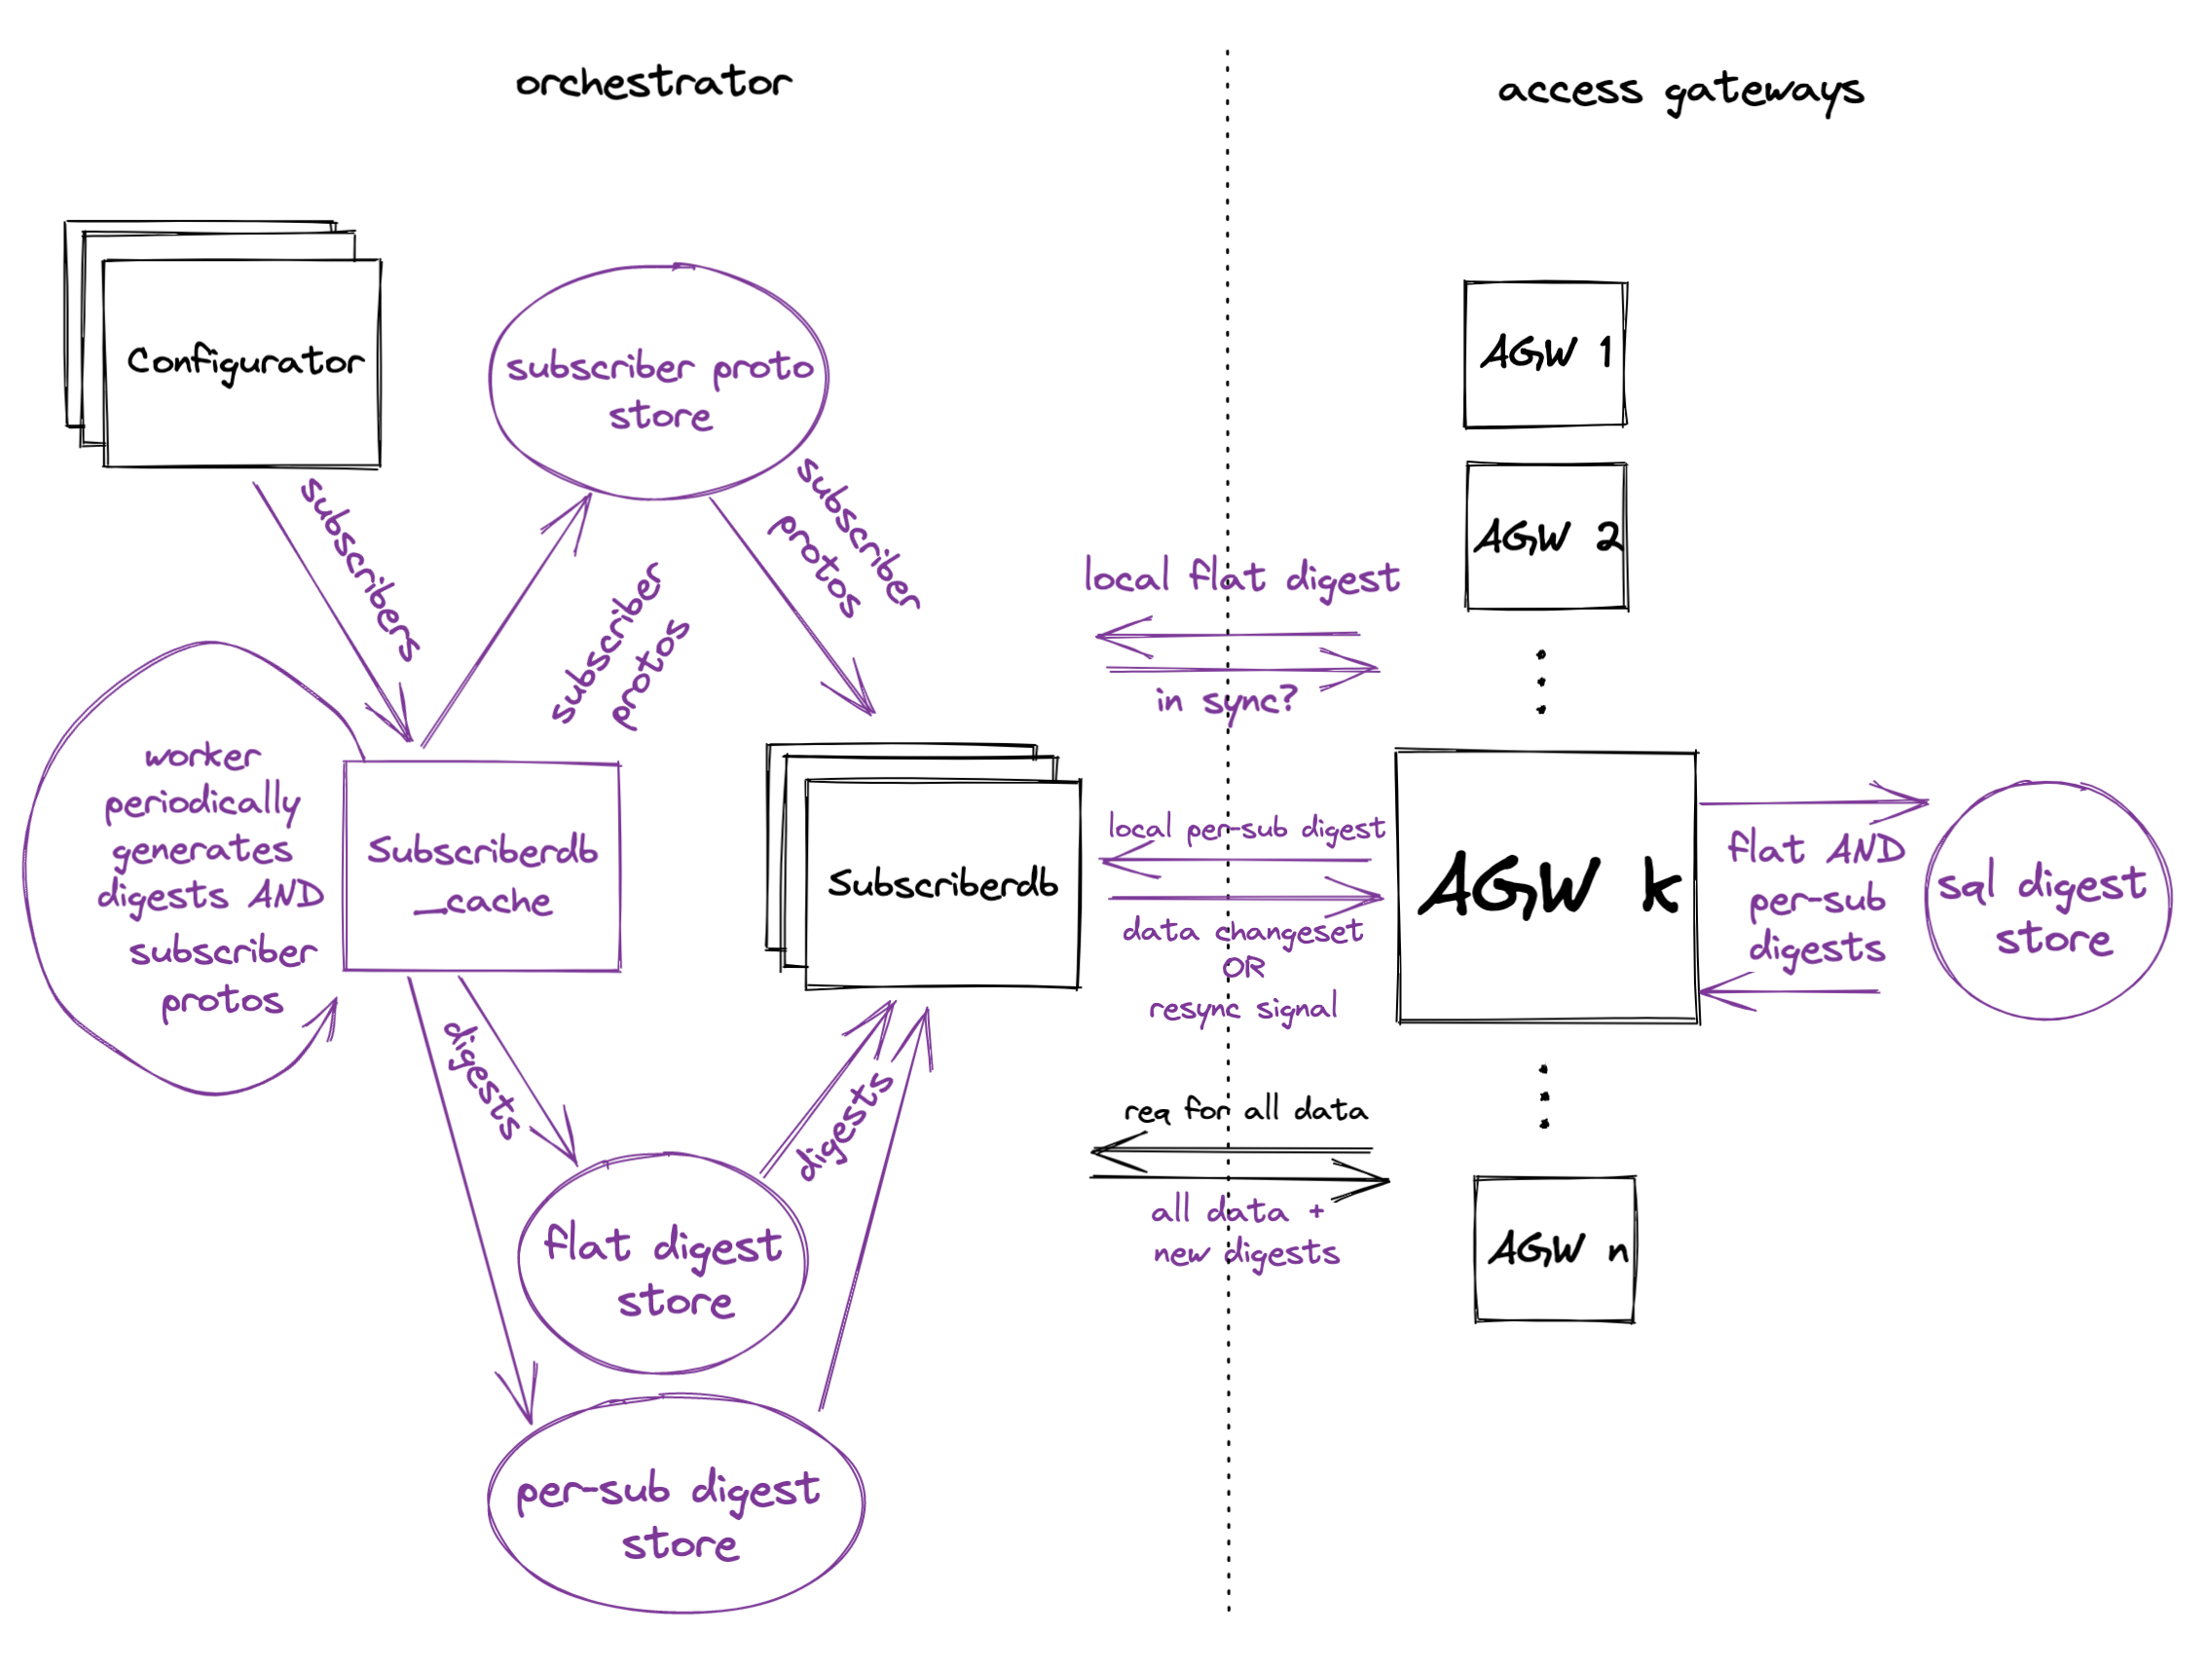 orchestrator
access gateways
Configurator
subscriber proto
store
AGW 1
AGW 2
subscribers
subscriber
protos
subscriber
protos
local flat digest
in sync?
worker
periodically
generates
digests AND
subscriber
protos
Subscriberdb
_cache
Subscriberdb
local per-sub digest
data changeset
OR
resync signal
AGW k
flat AND
per-sub
digests
sql digest
store
digests
digests
req for all data
all data +
new digests
flat digest
store
AGW n
per-sub digest
store